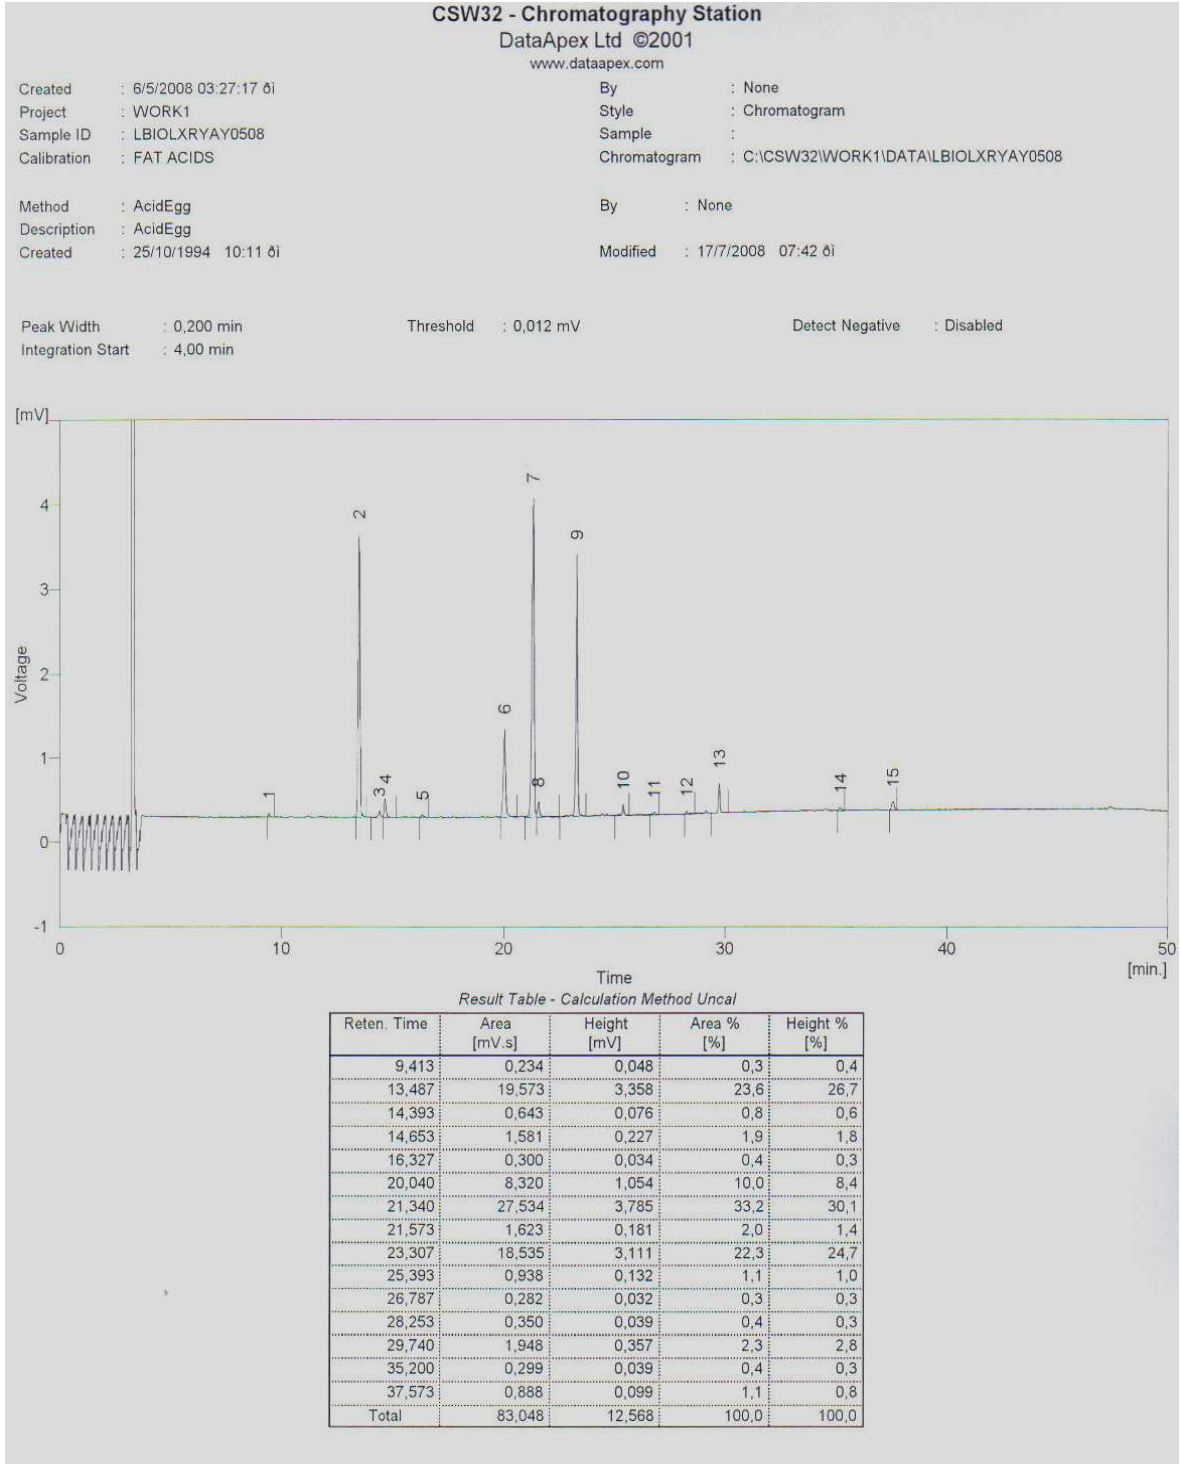 CSW32 - Chromatography Station
DataApex Ltd ©2001
www.dataapex.com
Created : 6/5/2008 03:27:17 ðì By : None
Project : WORK1 Style : Chromatogram
Sample ID : LBIOLXRYAY0508 Sample :
Calibration : FAT ACIDS Chromatogram : C:\CSW32\WORK1\DATA\LBIOLXRYAY0508
Method : AcidEgg By : None
Description : AcidEgg
Created : 25/10/1994 10:11 ðì Modified : 17/7/2008 07:42 ðì
Peak Width : 0,200 min Threshold : 0,012 mV Detect Negative : Disabled
Integration Start : 4,00 min
[mV]
Voltage
4
3
2
1
0
-1
1
2
3
4
5
6
7
8
9
10
11
12
13
14
15
0 10 20 30 40 50
Time [min.]
Result Table - Calculation Method Uncal
Reten. Time Area [mV.s] Height [mV] Area % [%] Height % [%]
9,413 0,234 0,048 0,3 0,4
13,487 19,573 3,358 23,6 26,7
14,393 0,643 0,076 0,8 0,6
14,653 1,581 0,227 1,9 1,8
16,327 0,300 0,034 0,4 0,3
20,040 8,320 1,054 10,0 8,4
21,340 27,534 3,785 33,2 30,1
21,573 1,623 0,181 2,0 1,4
23,307 18,535 3,111 22,3 24,7
25,393 0,938 0,132 1,1 1,0
26,787 0,282 0,032 0,3 0,3
28,253 0,350 0,039 0,4 0,3
29,740 1,948 0,357 2,3 2,8
35,200 0,299 0,039 0,4 0,3
37,573 0,888 0,099 1,1 0,8
Total 83,048 12,568 100,0 100,0